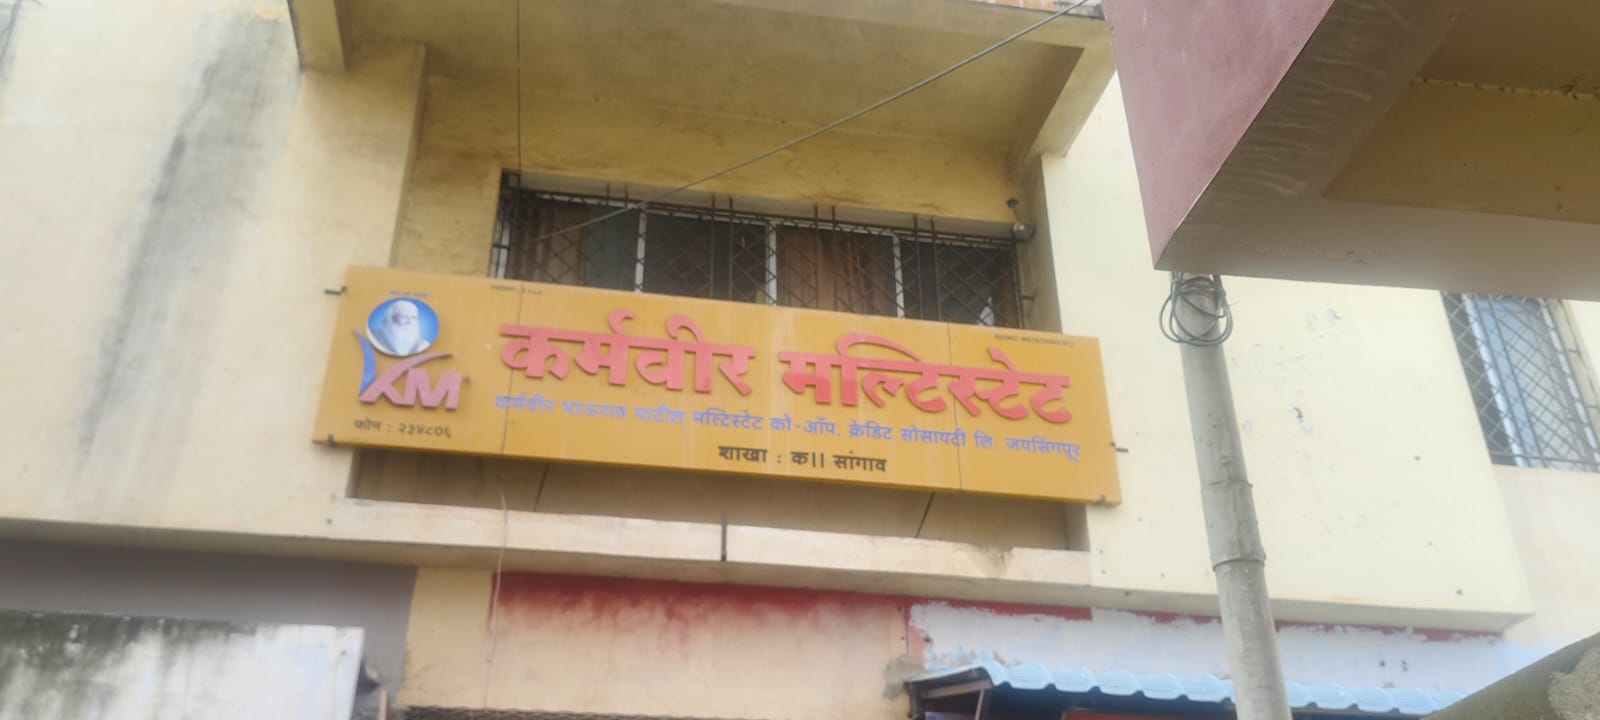 कर्मवीर मल्टिस्टेट
KM
कर्मवीर भाऊराव पाटील मल्टिस्टेट को-ऑप. क्रेडिट सोसायटी लि. जयसिंगपूर
फोन : २३४८०६
शाखा : क।। सांगाव